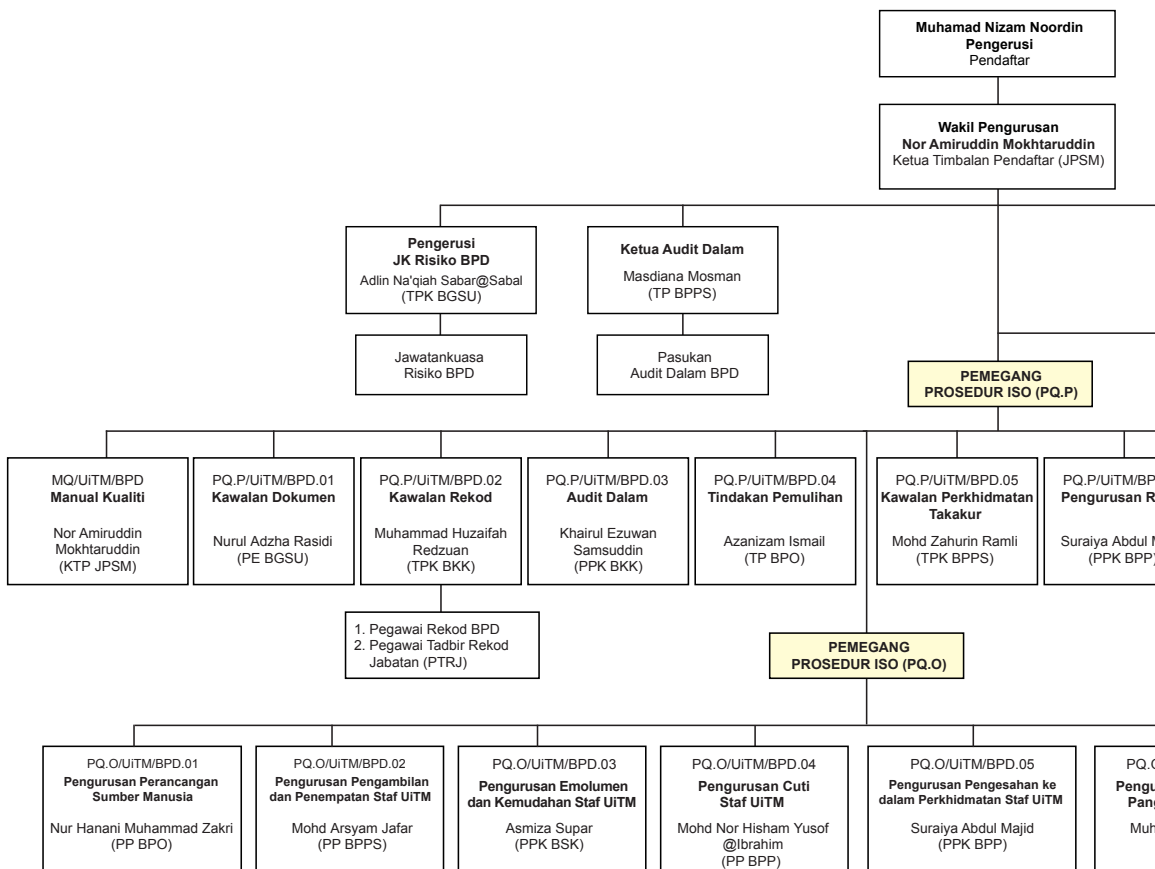 Muhamad Nizam Noordin
Pengerusi
Pendaftar
Wakil Pengurusan
Nor Amiruddin Mokhtaruddin
Ketua Timbalan Pendaftar (JPSM)
Pengerusi
JK Risiko BPD
Adlin Na'qiah Sabar@Sabal
(TPK BGSU)
Ketua Audit Dalam
Masdiana Mosman
(TP BPPS)
Jawatankuasa
Risiko BPD
Pasukan
Audit Dalam BPD
PEMEGANG
PROSEDUR ISO (PQ.P)
MQ/UiTM/BPD
Manual Kualiti
Nor Amiruddin
Mokhtaruddin
(KTP JPSM)
PQ.P/UiTM/BPD.01
Kawalan Dokumen
Nurul Adzha Rasidi
(PE BGSU)
PQ.P/UiTM/BPD.02
Kawalan Rekod
Muhammad Huzaifah
Redzuan
(TPK BKK)
PQ.P/UiTM/BPD.03
Audit Dalam
Khairul Ezuwan
Samsuddin
(PPK BKK)
PQ.P/UiTM/BPD.04
Tindakan Pemulihan
Azanizam Ismail
(TP BPO)
PQ.P/UiTM/BPD.05
Kawalan Perkhidmatan
Takakur
Mohd Zahurin Ramli
(TPK BPPS)
PQ.P/UiTM/BP
Pengurusan R
Suraiya Abdul M
(PPK BPP)
1. Pegawai Rekod BPD
2. Pegawai Tadbir Rekod
Jabatan (PTRJ)
PEMEGANG
PROSEDUR ISO (PQ.O)
PQ.O/UiTM/BPD.01
Pengurusan Perancangan
Sumber Manusia
Nur Hanani Muhammad Zakri
(PP BPO)
PQ.O/UiTM/BPD.02
Pengurusan Pengambilan
dan Penempatan Staf UiTM
Mohd Arsyam Jafar
(PP BPPS)
PQ.O/UiTM/BPD.03
Pengurusan Emolumen
dan Kemudahan Staf UiTM
Asmiza Supar
(PPK BSK)
PQ.O/UiTM/BPD.04
Pengurusan Cuti
Staf UiTM
Mohd Nor Hisham Yusof
@Ibrahim
(PP BPP)
PQ.O/UiTM/BPD.05
Pengurusan Pengesahan ke
dalam Perkhidmatan Staf UiTM
Suraiya Abdul Majid
(PPK BPP)
PQ.O
Pengu
Pang
Muh